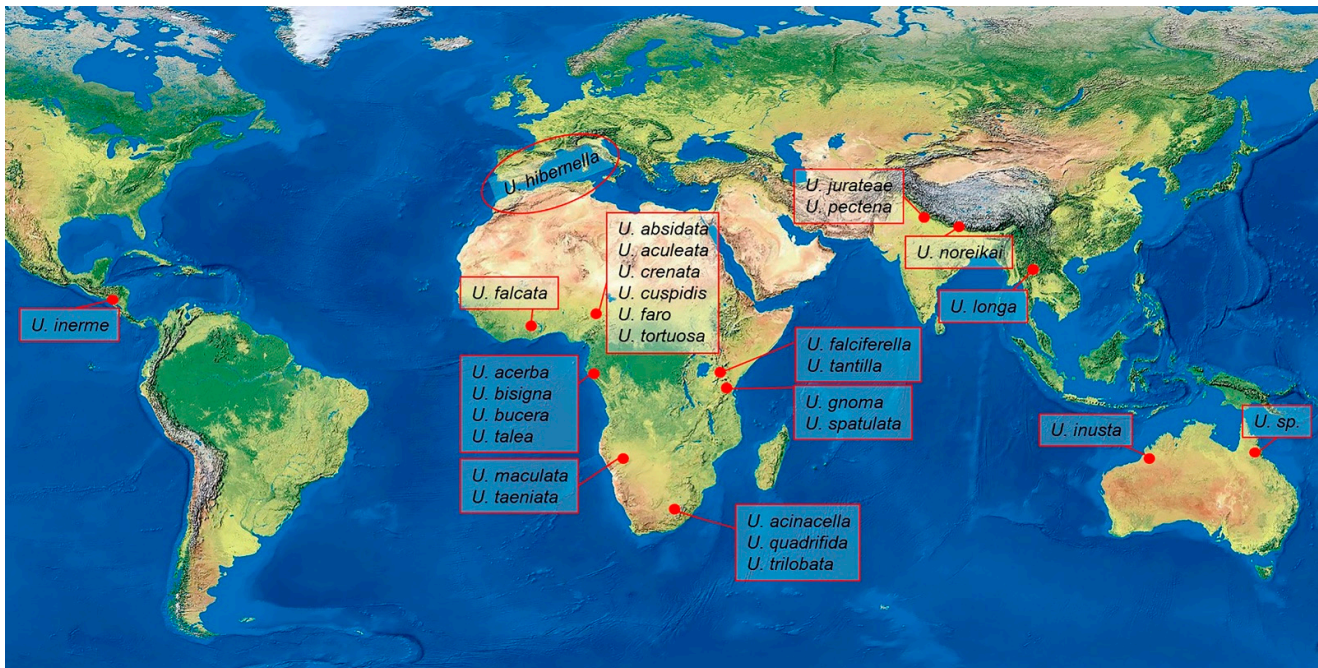 U. hibernella
U. jurateae
U. pectena
U. noreikai
U. longa
U. absidata
U. aculeata
U. crenata
U. cuspidis
U. faro
U. tortuosa
U. falcata
U. inerme
U. acerba
U. bisigna
U. bucera
U. talea
U. falciferella
U. tantilla
U. gnoma
U. spatulata
U. inusta
U. sp.
U. maculata
U. taeniata
U. acinacella
U. quadrifida
U. trilobata